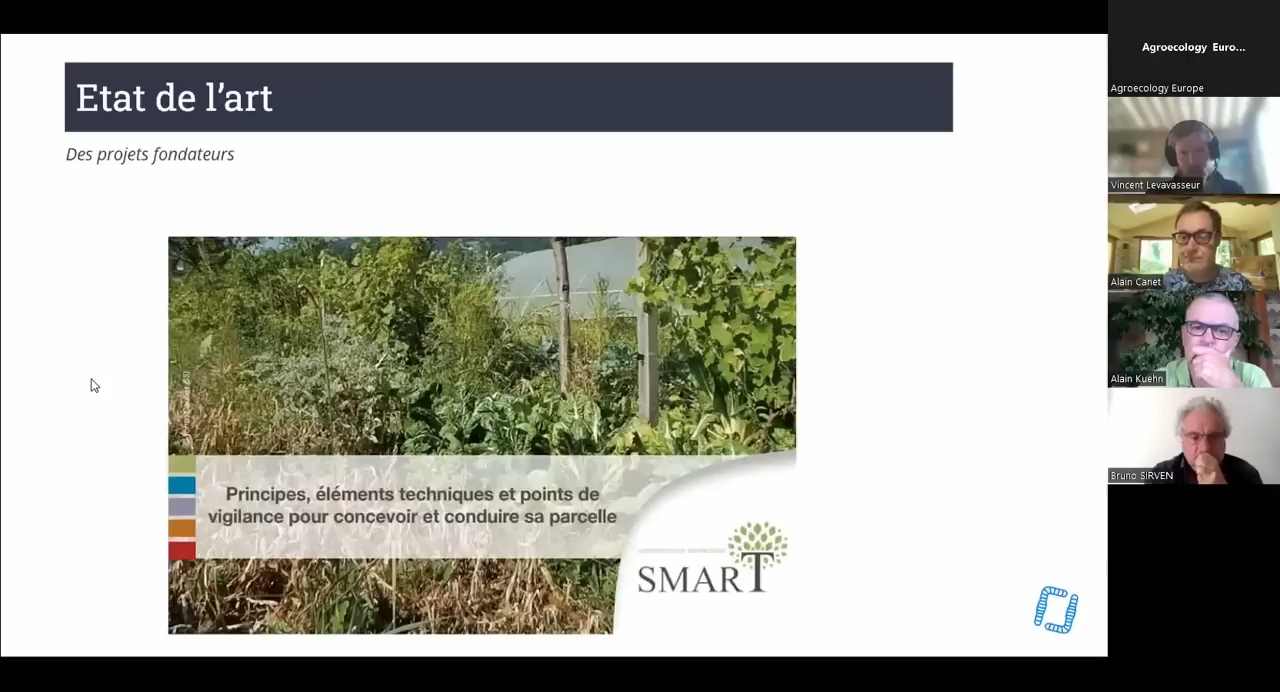 Etat de l'art
Des projets fondateurs
Principes, éléments techniques et points de
vigilance pour concevoir et conduire sa parcelle
SMART
Agroecology Euro...
Agroecology Europe
Vincent Levavasseur
Alain Canet
Alain Kuehn
Bruno SIRVEN